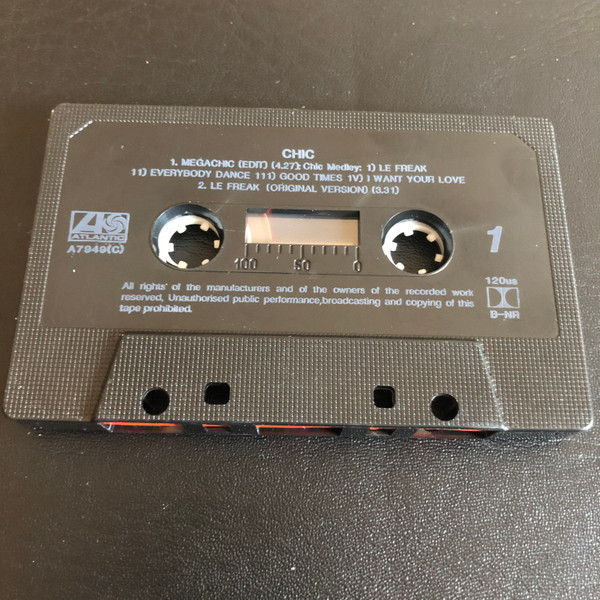 CHIC
1. MEGACHIC (EDIT) (4.27): Chic Medley: 1) LE FREAK
11) EVERYBODY DANCE 111) GOOD TIMES 1V) I WANT YOUR LOVE
2. LE FREAK (ORIGINAL VERSION) (3.31)
ATLANTIC
A7949(C)
100 50 0
1
120us
B-NR
All rights' of the manufacturers and of the owners of the recorded work
reserved, Unauthorised public performance,broadcasting and copying of this
tape prohibited.